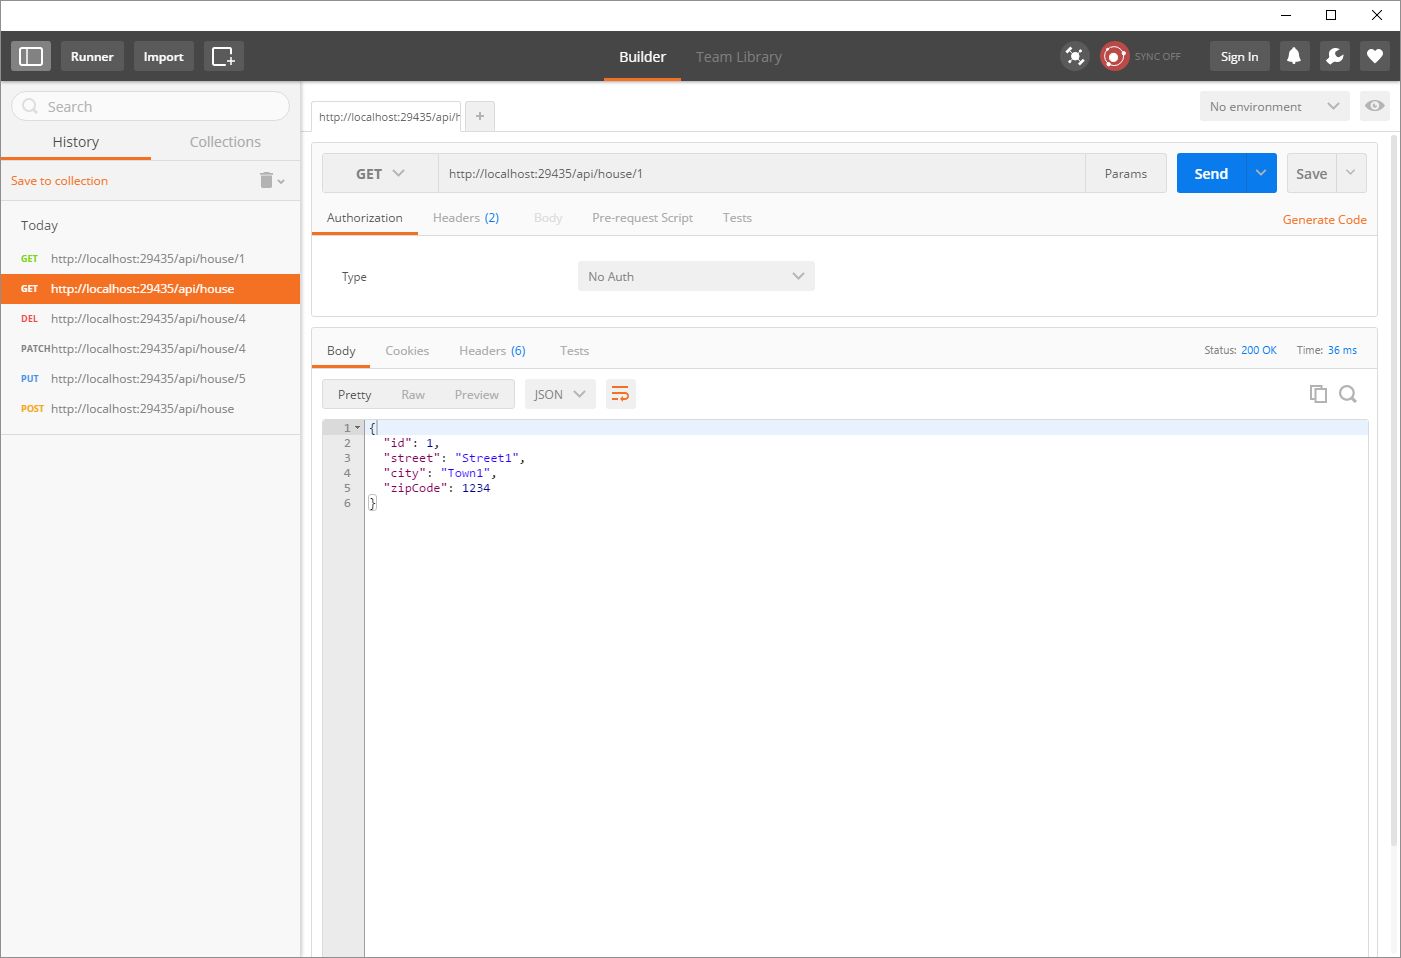 Runner Import Builder Team Library SYNC OFF Sign In
Search
History Collections
Save to collection
Today
GET http://localhost:29435/api/house/1
GET http://localhost:29435/api/house
DEL http://localhost:29435/api/house/4
PATCH http://localhost:29435/api/house/4
PUT http://localhost:29435/api/house/5
POST http://localhost:29435/api/house
http://localhost:29435/api/h + No environment
GET http://localhost:29435/api/house/1 Params Send Save
Authorization Headers (2) Body Pre-request Script Tests Generate Code
Type No Auth
Body Cookies Headers (6) Tests Status: 200 OK Time: 36 ms
Pretty Raw Preview JSON
1 {
2 "id": 1,
3 "street": "Street1",
4 "city": "Town1",
5 "zipCode": 1234
6 }